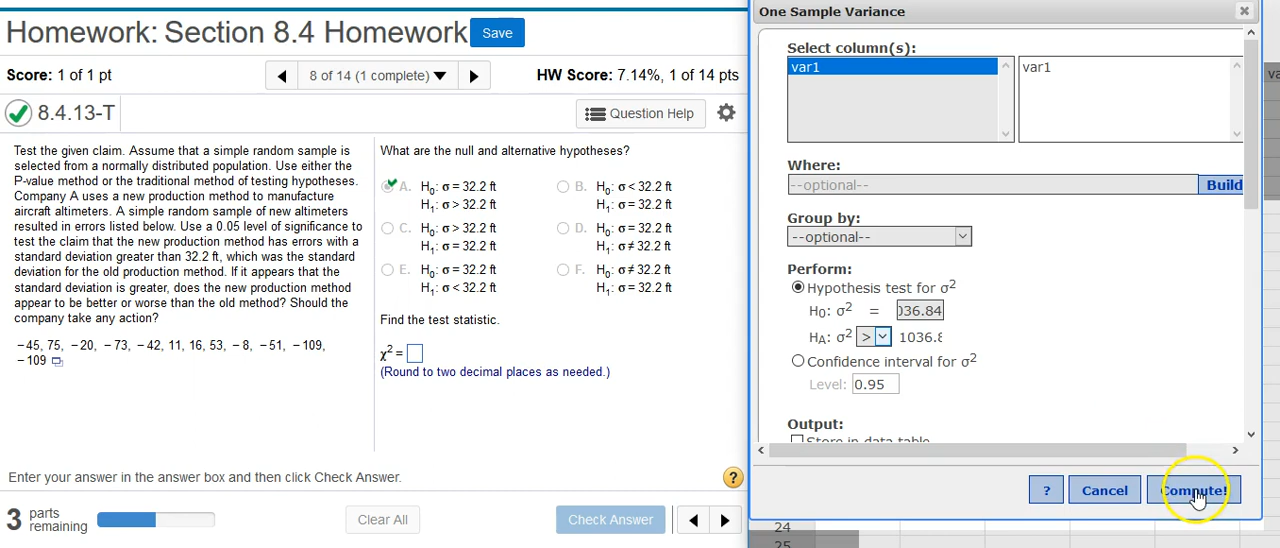 Homework: Section 8.4 Homework
Save
Score: 1 of 1 pt
8 of 14 (1 complete)
HW Score: 7.14%, 1 of 14 pts
8.4.13-T
Question Help
Test the given claim. Assume that a simple random sample is
selected from a normally distributed population. Use either the
P-value method or the traditional method of testing hypotheses.
Company A uses a new production method to manufacture
aircraft altimeters. A simple random sample of new altimeters
resulted in errors listed below. Use a 0.05 level of significance to
test the claim that the new production method has errors with a
standard deviation greater than 32.2 ft, which was the standard
deviation for the old production method. If it appears that the
standard deviation is greater, does the new production method
appear to be better or worse than the old method? Should the
company take any action?
−45, 75, −20, −73, −42, 11, 16, 53, −8, −51, −109,
−109
What are the null and alternative hypotheses?
A. H₀: σ = 32.2 ft
H₁: σ > 32.2 ft
B. H₀: σ < 32.2 ft
H₁: σ = 32.2 ft
C. H₀: σ > 32.2 ft
H₁: σ = 32.2 ft
D. H₀: σ = 32.2 ft
H₁: σ ≠ 32.2 ft
E. H₀: σ = 32.2 ft
H₁: σ < 32.2 ft
F. H₀: σ ≠ 32.2 ft
H₁: σ = 32.2 ft
Find the test statistic.
χ² =
(Round to two decimal places as needed.)
Enter your answer in the answer box and then click Check Answer.
?
3 parts
remaining
Clear All
Check Answer
One Sample Variance
Select column(s):
var1
var1
Where:
--optional--
Build
Group by:
--optional--
Perform:
Hypothesis test for σ²
H₀: σ² = 036.84
Hᴀ: σ² > 1036.8
Confidence interval for σ²
Level: 0.95
Output:
Store in data table
?
Cancel
Compute!
24
25